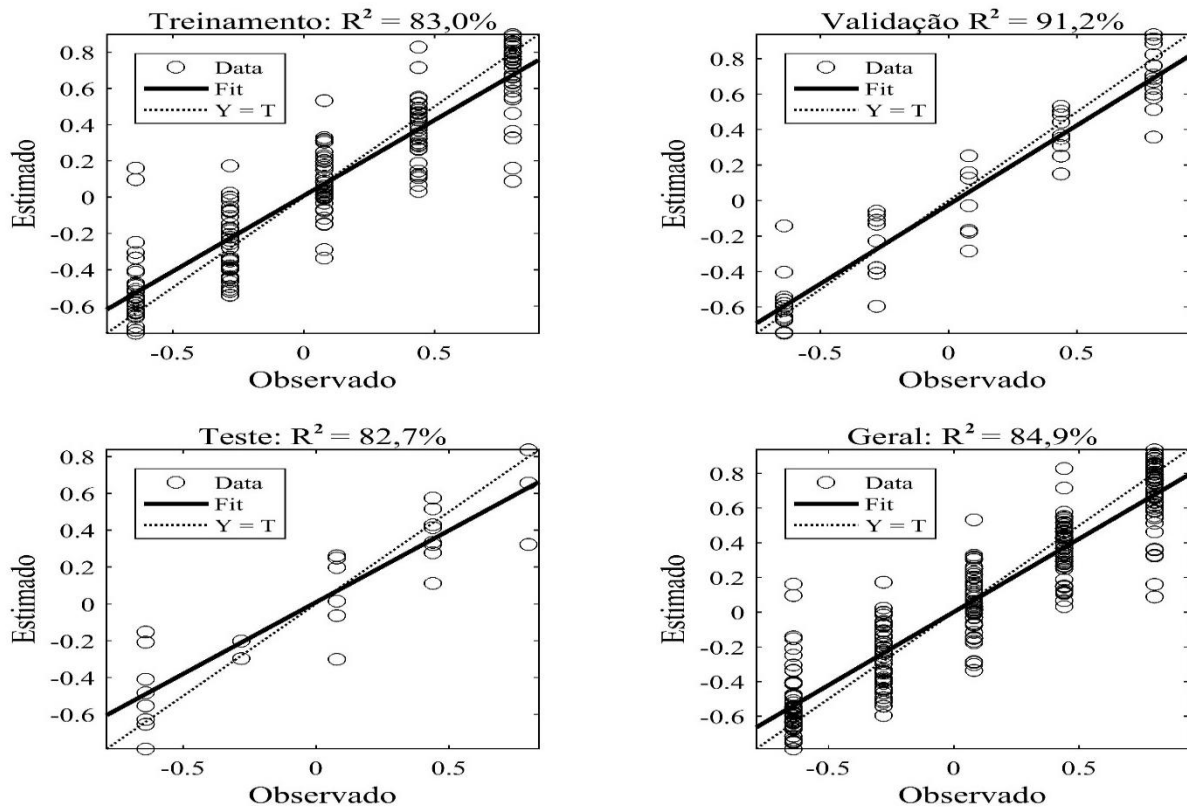 Treinamento: R² = 83,0%
0.8
0.6
0.4
0.2
0
-0.2
-0.4
-0.6
Estimado
Data
Fit
Y = T
-0.5
0
0.5
Observado
Validação R² = 91,2%
0.8
0.6
0.4
0.2
0
-0.2
-0.4
-0.6
Estimado
Data
Fit
Y = T
-0.5
0
0.5
Observado
Teste: R² = 82,7%
0.8
0.6
0.4
0.2
0
-0.2
-0.4
-0.6
Estimado
Data
Fit
Y = T
-0.5
0
0.5
Observado
Geral: R² = 84,9%
0.8
0.6
0.4
0.2
0
-0.2
-0.4
-0.6
Estimado
Data
Fit
Y = T
-0.5
0
0.5
Observado